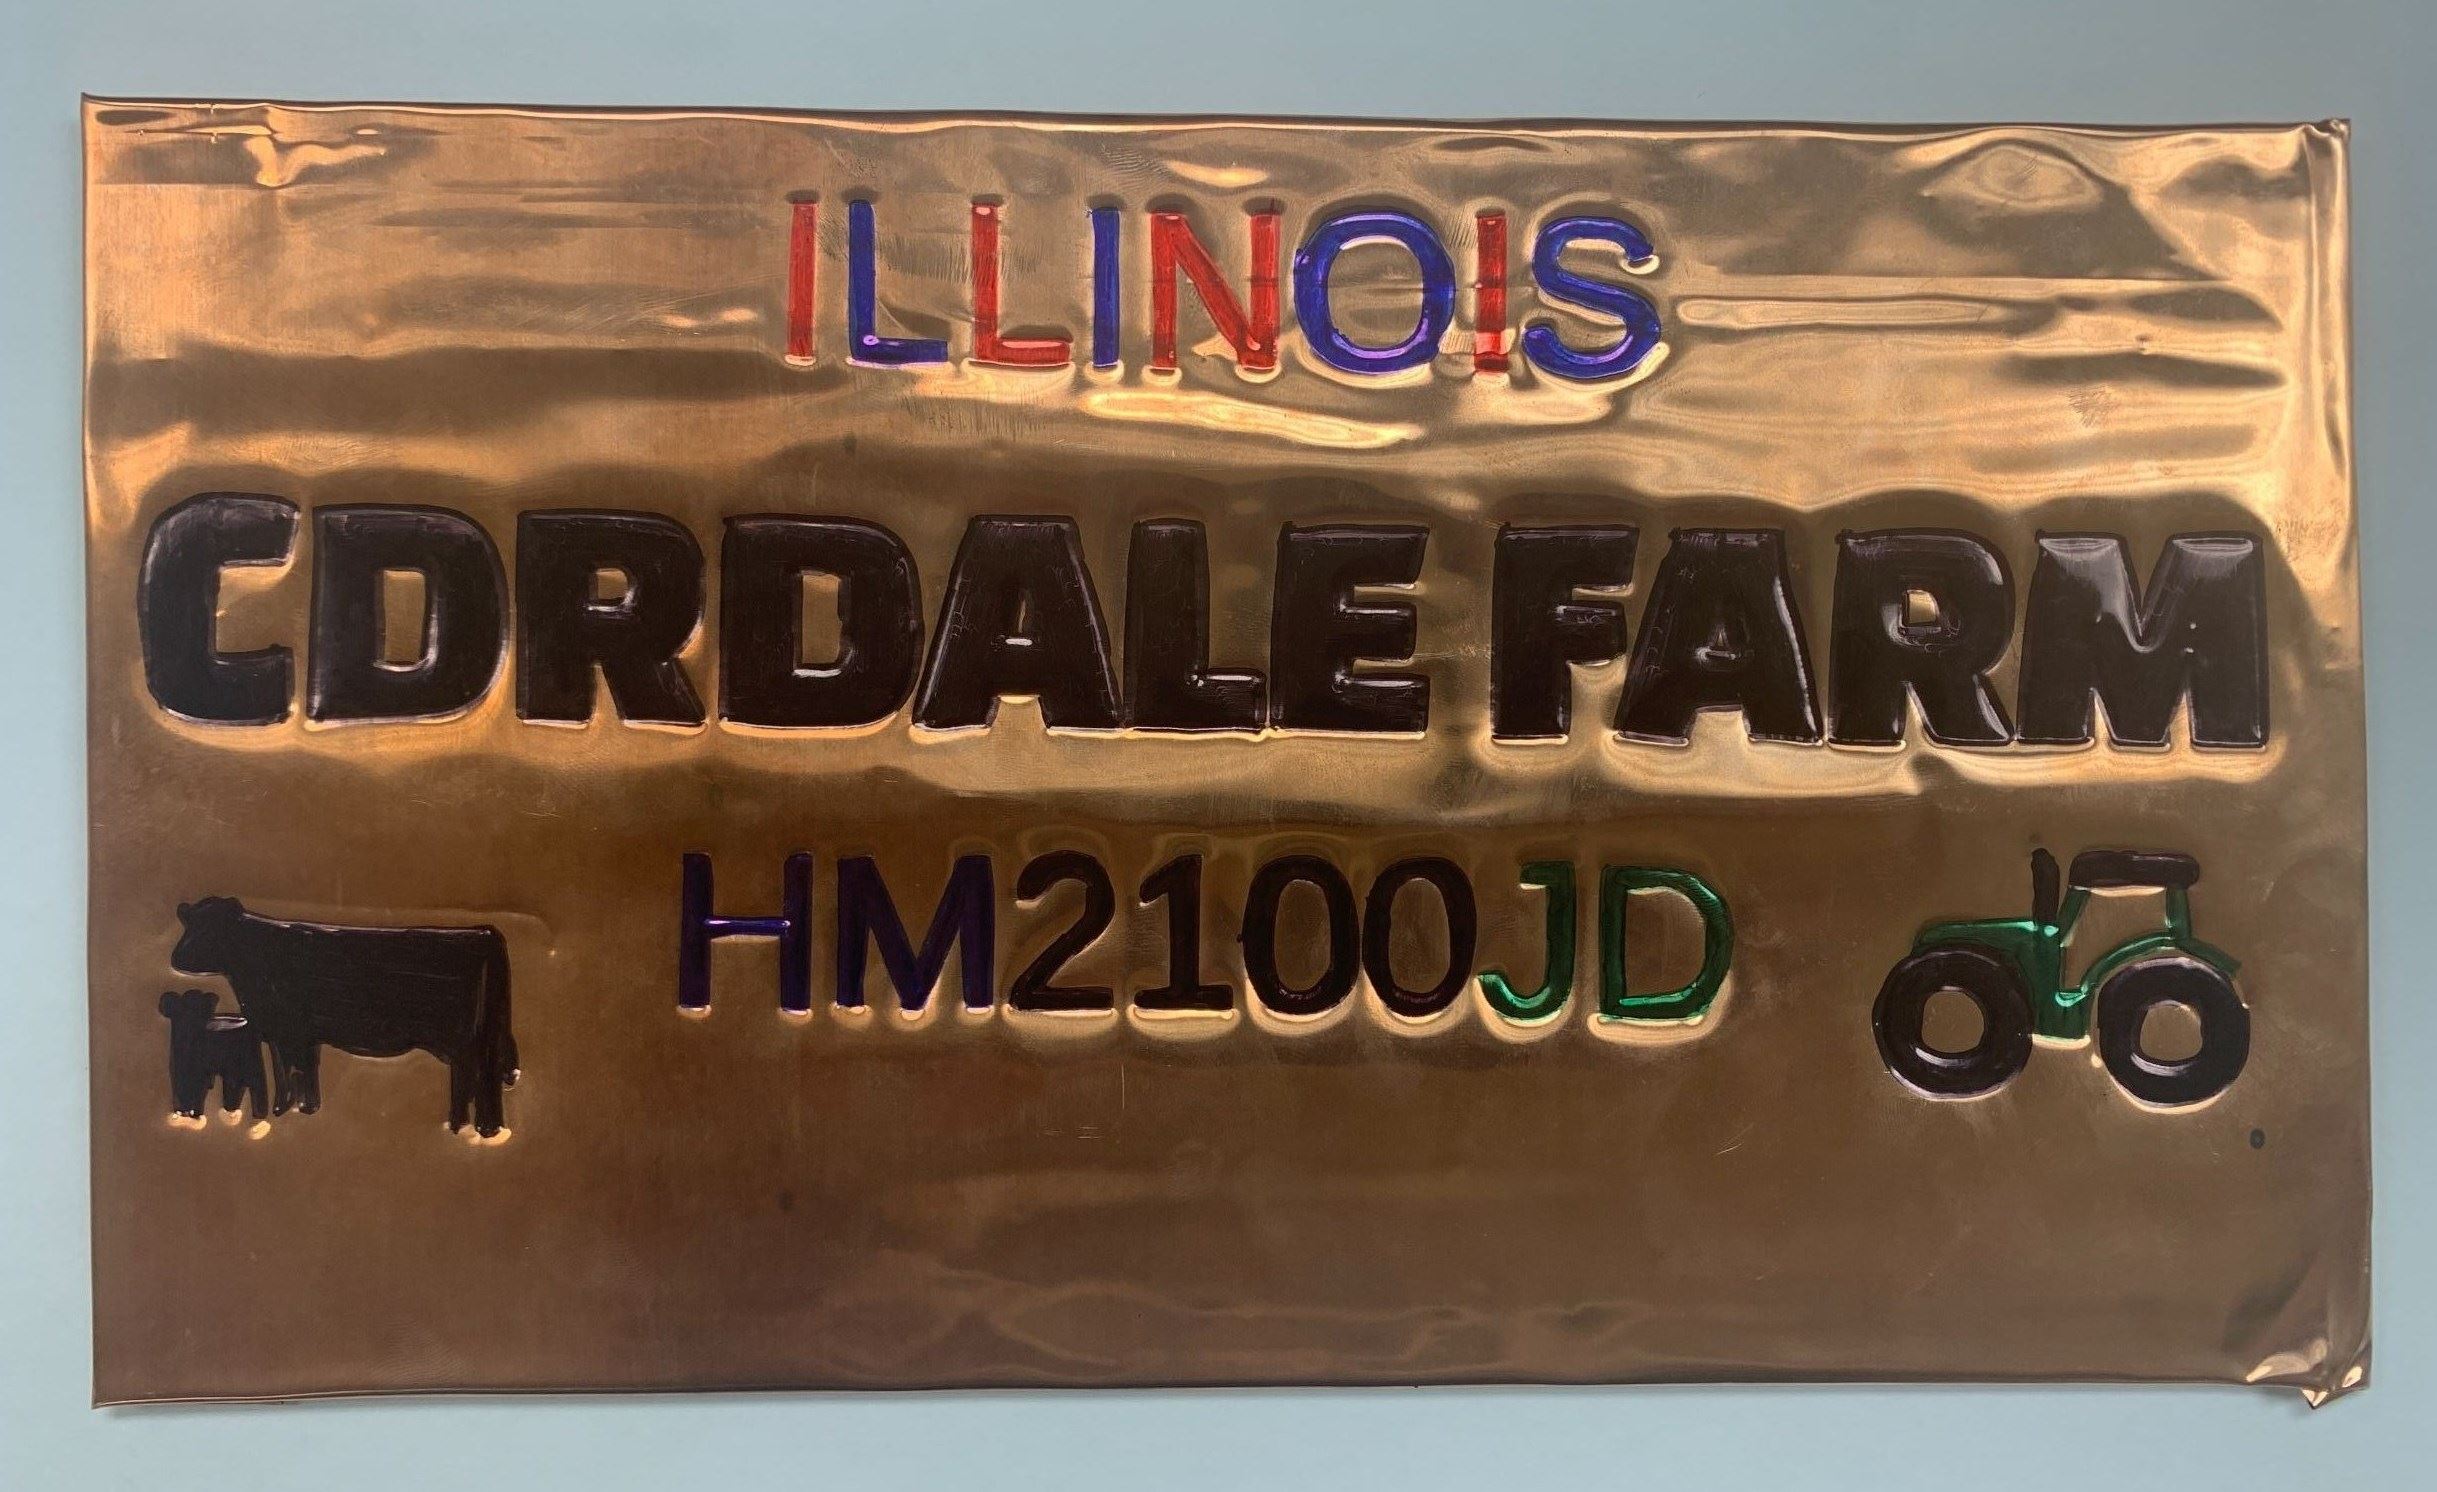 ILLINOIS
CDRDALE FARM
HM2100JD